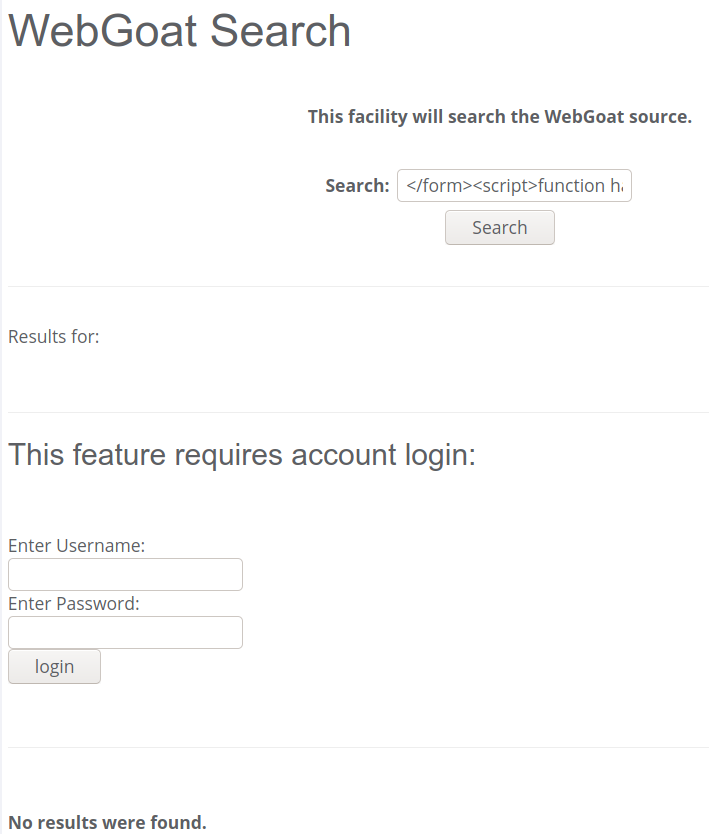 WebGoat Search
This facility will search the WebGoat source.
Search: </form><script>function ha
Search
Results for:
This feature requires account login:
Enter Username:
Enter Password:
login
No results were found.